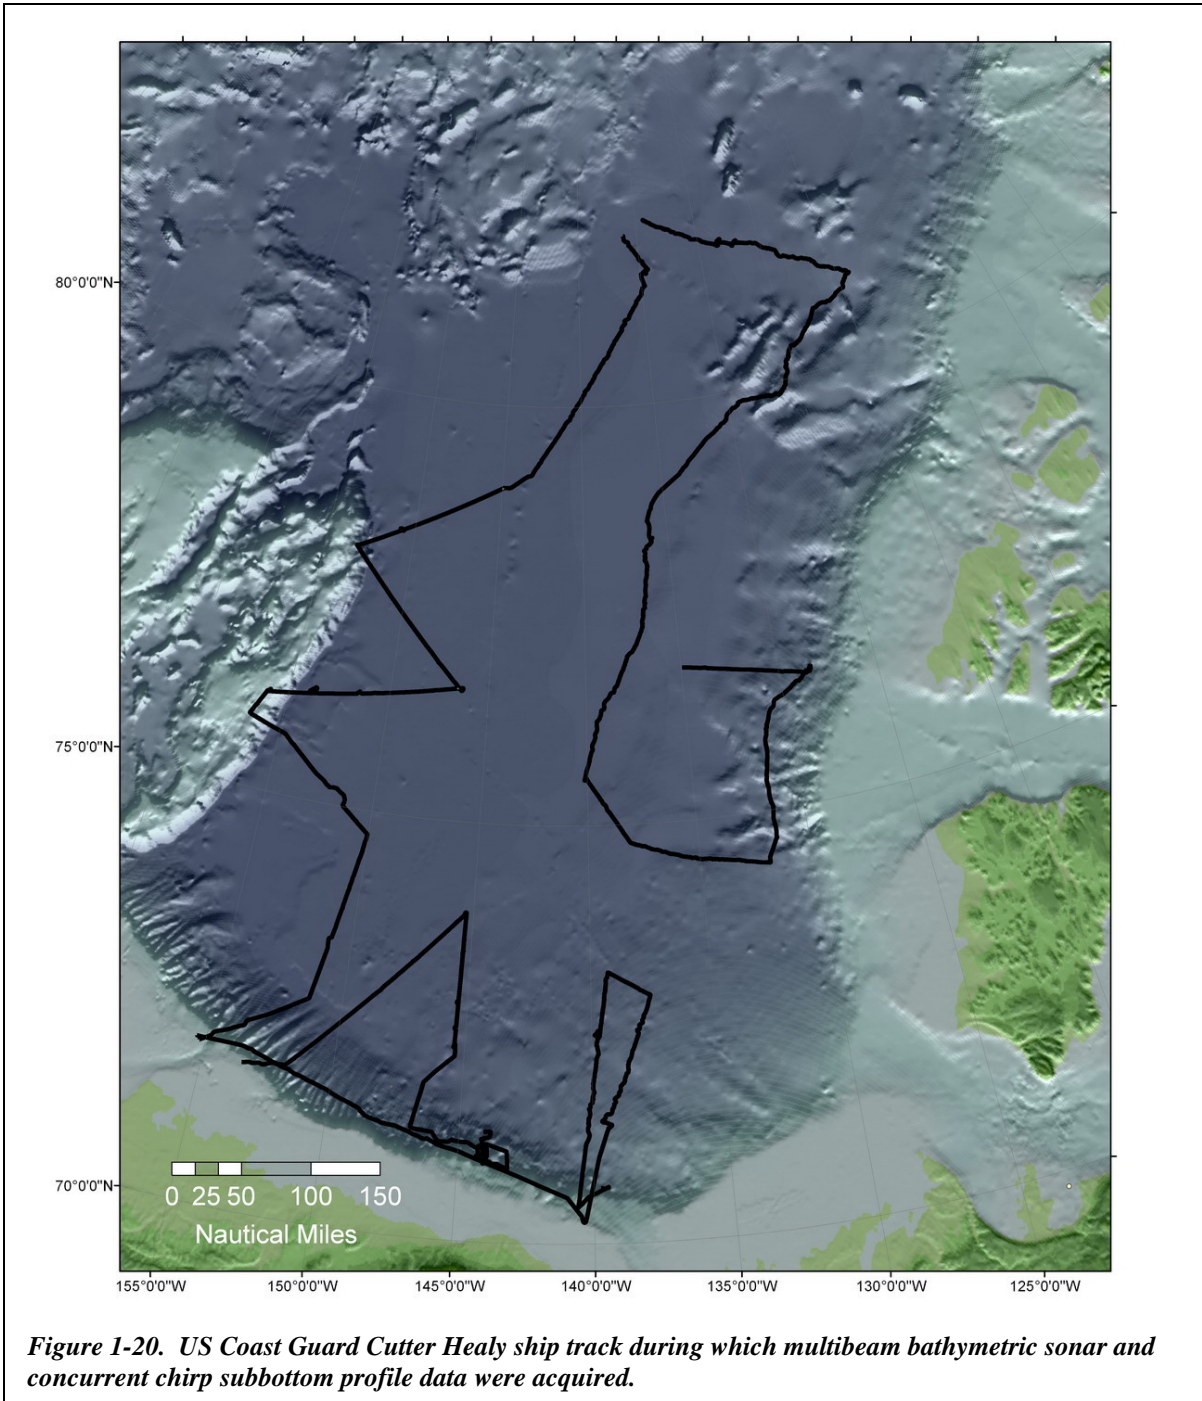 80°0'0"N
75°0'0"N
70°0'0"N
0 25 50 100 150
Nautical Miles
155°0'0"W 150°0'0"W 145°0'0"W 140°0'0"W 135°0'0"W 130°0'0"W 125°0'0"W
Figure 1-20. US Coast Guard Cutter Healy ship track during which multibeam bathymetric sonar and
concurrent chirp subbottom profile data were acquired.